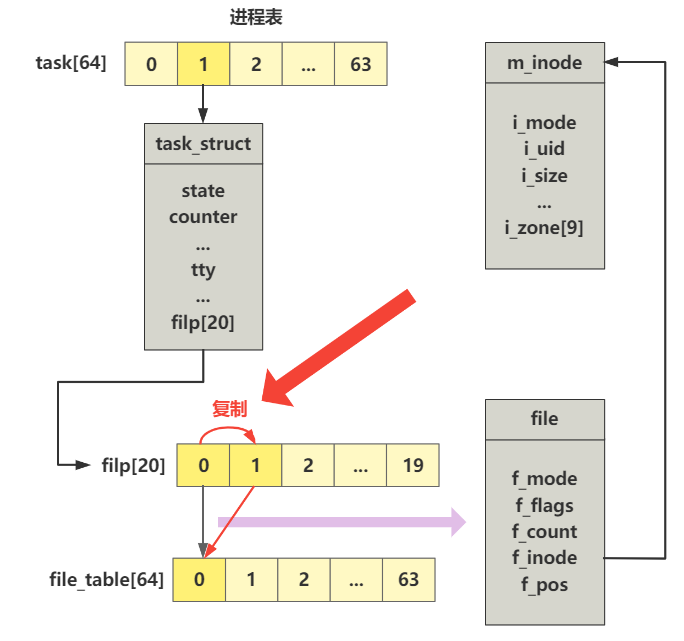 进程表
task[64]
0 1 2 ... 63
task_struct
state
counter
...
tty
...
filp[20]
m_inode
i_mode
i_uid
i_size
...
i_zone[9]
复制
filp[20]
0 1 2 ... 19
file_table[64]
0 1 2 ... 63
file
f_mode
f_flags
f_count
f_inode
f_pos